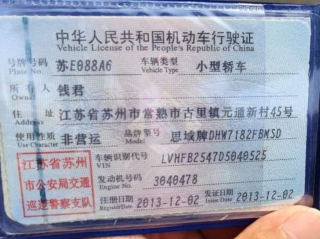 中华人民共和国机动车行驶证
Vehicle License of the People's Republic of China
号牌号码 苏E088A6 车辆类型 小型轿车
Plate No. Vehicle Type
所有人 钱君
Owner
住址 江苏省苏州市常熟市古里镇元通新村45号
Address
使用性质 非营运 品牌型号 思域牌DHW7182FBMSD
Use Character Model
江苏省苏州市公安局交通巡逻警察支队
车辆识别代号 LVHFB2547D5040525
VIN
发动机号码 3040478
Engine No.
注册日期 2013-12-02 发证日期 2013-12-02
Register Date Issue Date